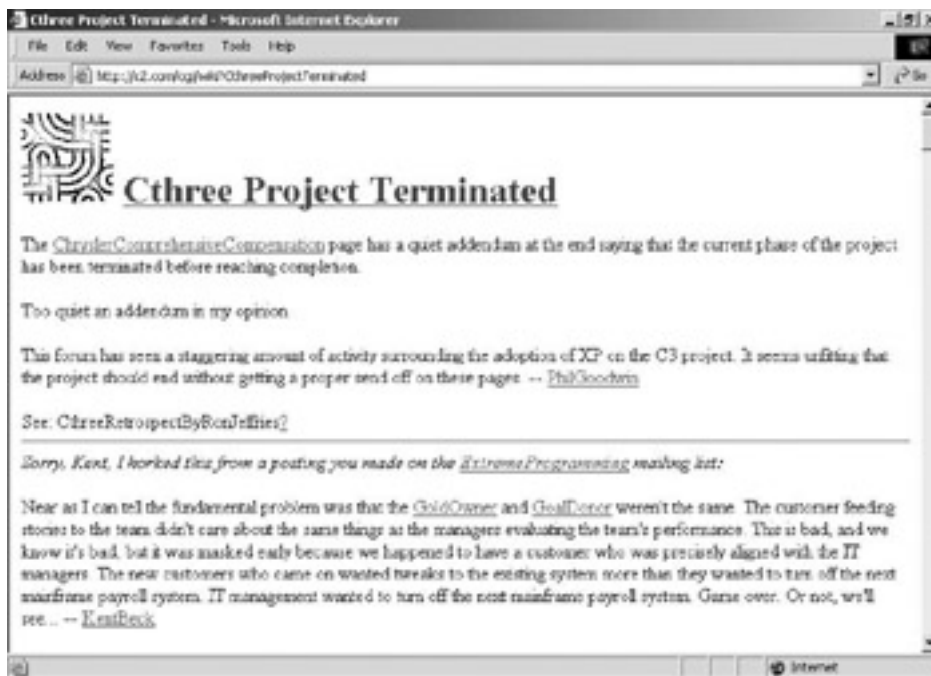 Cthree Project Terminated - Microsoft Internet Explorer
File Edit View Favorites Tools Help
Address http://c2.com/cgi/wiki?CthreeProjectTerminated Go
Cthree Project Terminated
The ChryslerComprehensiveCompensation page has a quiet addendum at the end saying that the current phase of the project
has been terminated before reaching completion.
Too quiet an addendum in my opinion.
This forum has seen a staggering amount of activity surrounding the adoption of XP on the C3 project. It seems unfitting that
the project should end without getting a proper send off on these pages. -- PhilGoodwin
See: CthreeRetrospectByRonJeffries?
Sorry, Kent, I horked this from a posting you made on the ExtremeProgramming mailing list:
Near as I can tell the fundamental problem was that the GoldOwner and GoalDonor weren't the same. The customer feeding
stories to the team didn't care about the same things as the managers evaluating the team's performance. This is bad, and we
know it's bad, but it was masked early because we happened to have a customer who was precisely aligned with the IT
managers. The new customers who came on wanted tweaks to the existing system more than they wanted to turn off the next
mainframe payroll system. IT management wanted to turn off the next mainframe payroll system. Game over. Or not, we'll
see... -- KentBeck
Internet